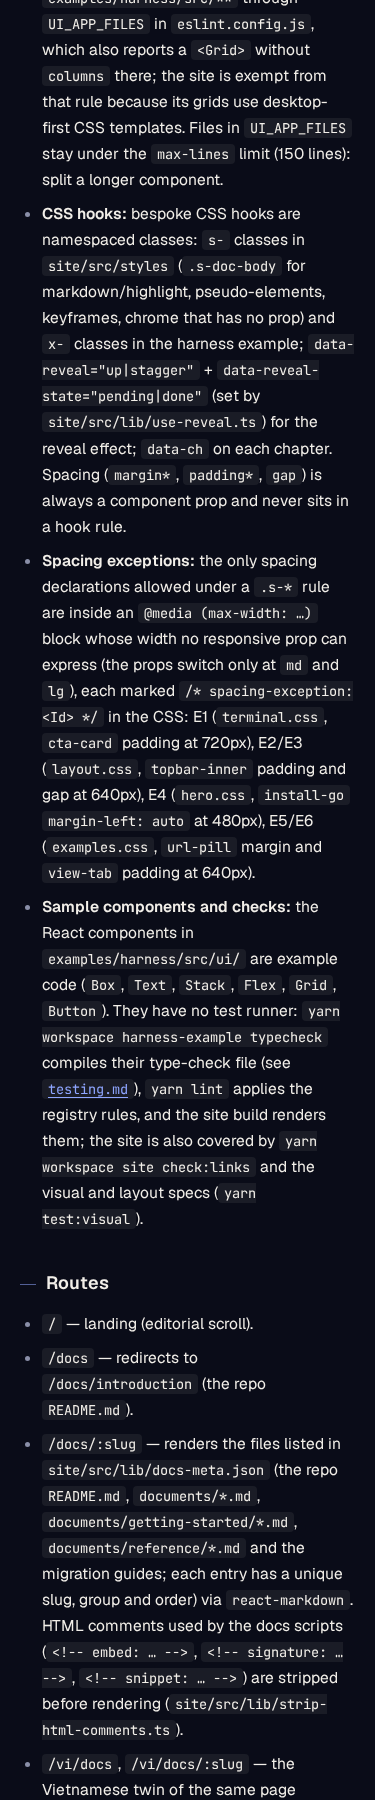 examples/harness/src/** through
UI_APP_FILES in eslint.config.js,
which also reports a <Grid> without
columns there; the site is exempt from
that rule because its grids use desktop-
first CSS templates. Files in UI_APP_FILES
stay under the max-lines limit (150 lines):
split a longer component.
CSS hooks: bespoke CSS hooks are
namespaced classes: s- classes in
site/src/styles (.s-doc-body for
markdown/highlight, pseudo-elements,
keyframes, chrome that has no prop) and
x- classes in the harness example; data-
reveal="up|stagger" + data-reveal-
state="pending|done" (set by
site/src/lib/use-reveal.ts) for the
reveal effect; data-ch on each chapter.
Spacing (margin*, padding*, gap) is
always a component prop and never sits in
a hook rule.
Spacing exceptions: the only spacing
declarations allowed under a .s-* rule
are inside an @media (max-width: …)
block whose width no responsive prop can
express (the props switch only at md and
lg), each marked /* spacing-exception:
<Id> */ in the CSS: E1 (terminal.css,
cta-card padding at 720px), E2/E3
(layout.css, topbar-inner padding and
gap at 640px), E4 (hero.css, install-go
margin-left: auto at 480px), E5/E6
(examples.css, url-pill margin and
view-tab padding at 640px).
Sample components and checks: the
React components in
examples/harness/src/ui/ are example
code (Box, Text, Stack, Flex, Grid,
Button). They have no test runner: yarn
workspace harness-example typecheck
compiles their type-check file (see
testing.md), yarn lint applies the
registry rules, and the site build renders
them; the site is also covered by yarn
workspace site check:links and the
visual and layout specs (yarn
test:visual).
— Routes
/ — landing (editorial scroll).
/docs — redirects to
/docs/introduction (the repo
README.md).
/docs/:slug — renders the files listed in
site/src/lib/docs-meta.json (the repo
README.md, documents/*.md,
documents/getting-started/*.md,
documents/reference/*.md and the
migration guides; each entry has a unique
slug, group and order) via react-markdown.
HTML comments used by the docs scripts
(<!-- embed: … -->, <!-- signature: …
-->, <!-- snippet: … -->) are stripped
before rendering (site/src/lib/strip-
html-comments.ts).
/vi/docs, /vi/docs/:slug — the
Vietnamese twin of the same page